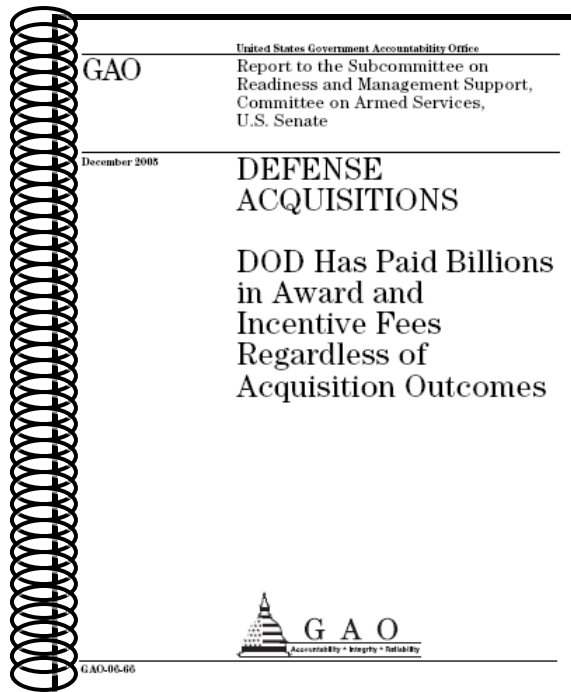 United States Government Accountability Office
GAO
Report to the Subcommittee on
Readiness and Management Support,
Committee on Armed Services,
U.S. Senate
December 2005
DEFENSE
ACQUISITIONS
DOD Has Paid Billions
in Award and
Incentive Fees
Regardless of
Acquisition Outcomes
G A O
Accountability * Integrity * Reliability
GAO-06-66